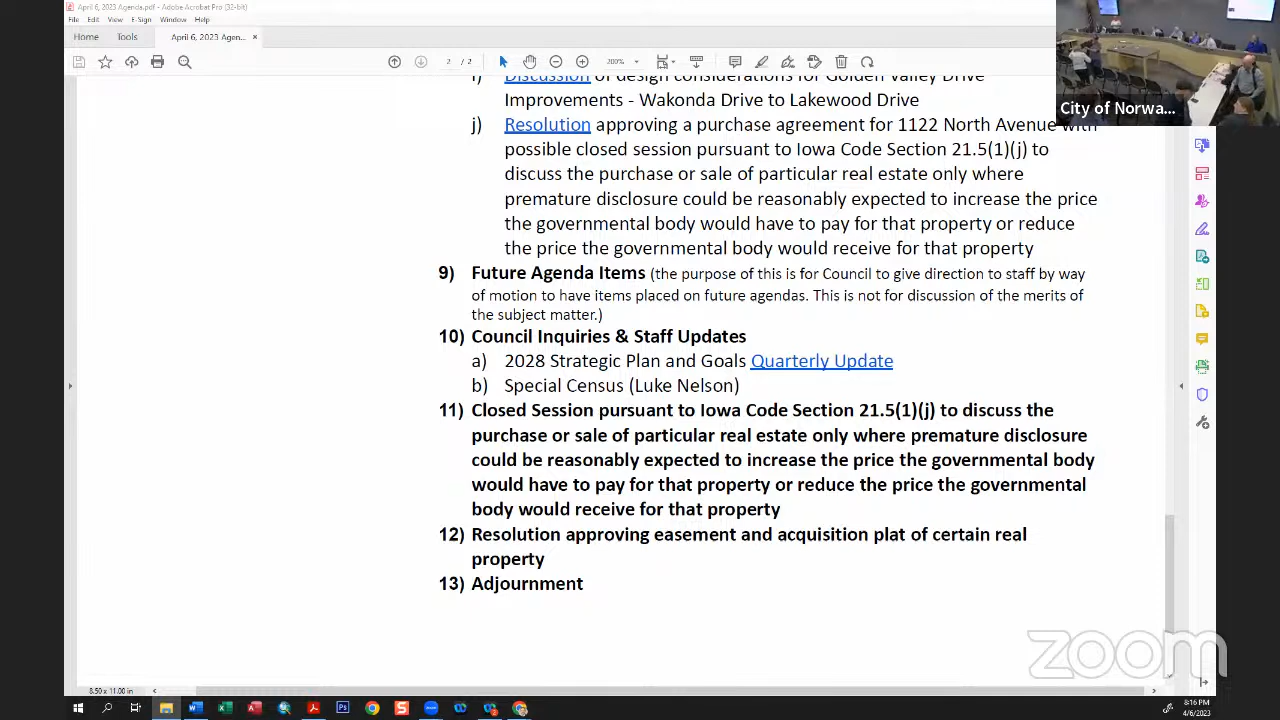 April 6, 2023 Agenda.pdf - Adobe Acrobat Pro (32-bit)
File Edit View E-Sign Window Help
Home Tools April 6, 2023 Agen... ×
2 / 2 200%
i) Discussion of design considerations for Golden Valley Drive
Improvements - Wakonda Drive to Lakewood Drive
j) Resolution approving a purchase agreement for 1122 North Avenue with
possible closed session pursuant to Iowa Code Section 21.5(1)(j) to
discuss the purchase or sale of particular real estate only where
premature disclosure could be reasonably expected to increase the price
the governmental body would have to pay for that property or reduce
the price the governmental body would receive for that property
9) Future Agenda Items (the purpose of this is for Council to give direction to staff by way
of motion to have items placed on future agendas. This is not for discussion of the merits of
the subject matter.)
10) Council Inquiries & Staff Updates
a) 2028 Strategic Plan and Goals Quarterly Update
b) Special Census (Luke Nelson)
11) Closed Session pursuant to Iowa Code Section 21.5(1)(j) to discuss the
purchase or sale of particular real estate only where premature disclosure
could be reasonably expected to increase the price the governmental body
would have to pay for that property or reduce the price the governmental
body would receive for that property
12) Resolution approving easement and acquisition plat of certain real
property
13) Adjournment
City of Norwa...
zoom
8.50 x 11.00 in
8:16 PM
4/6/2023